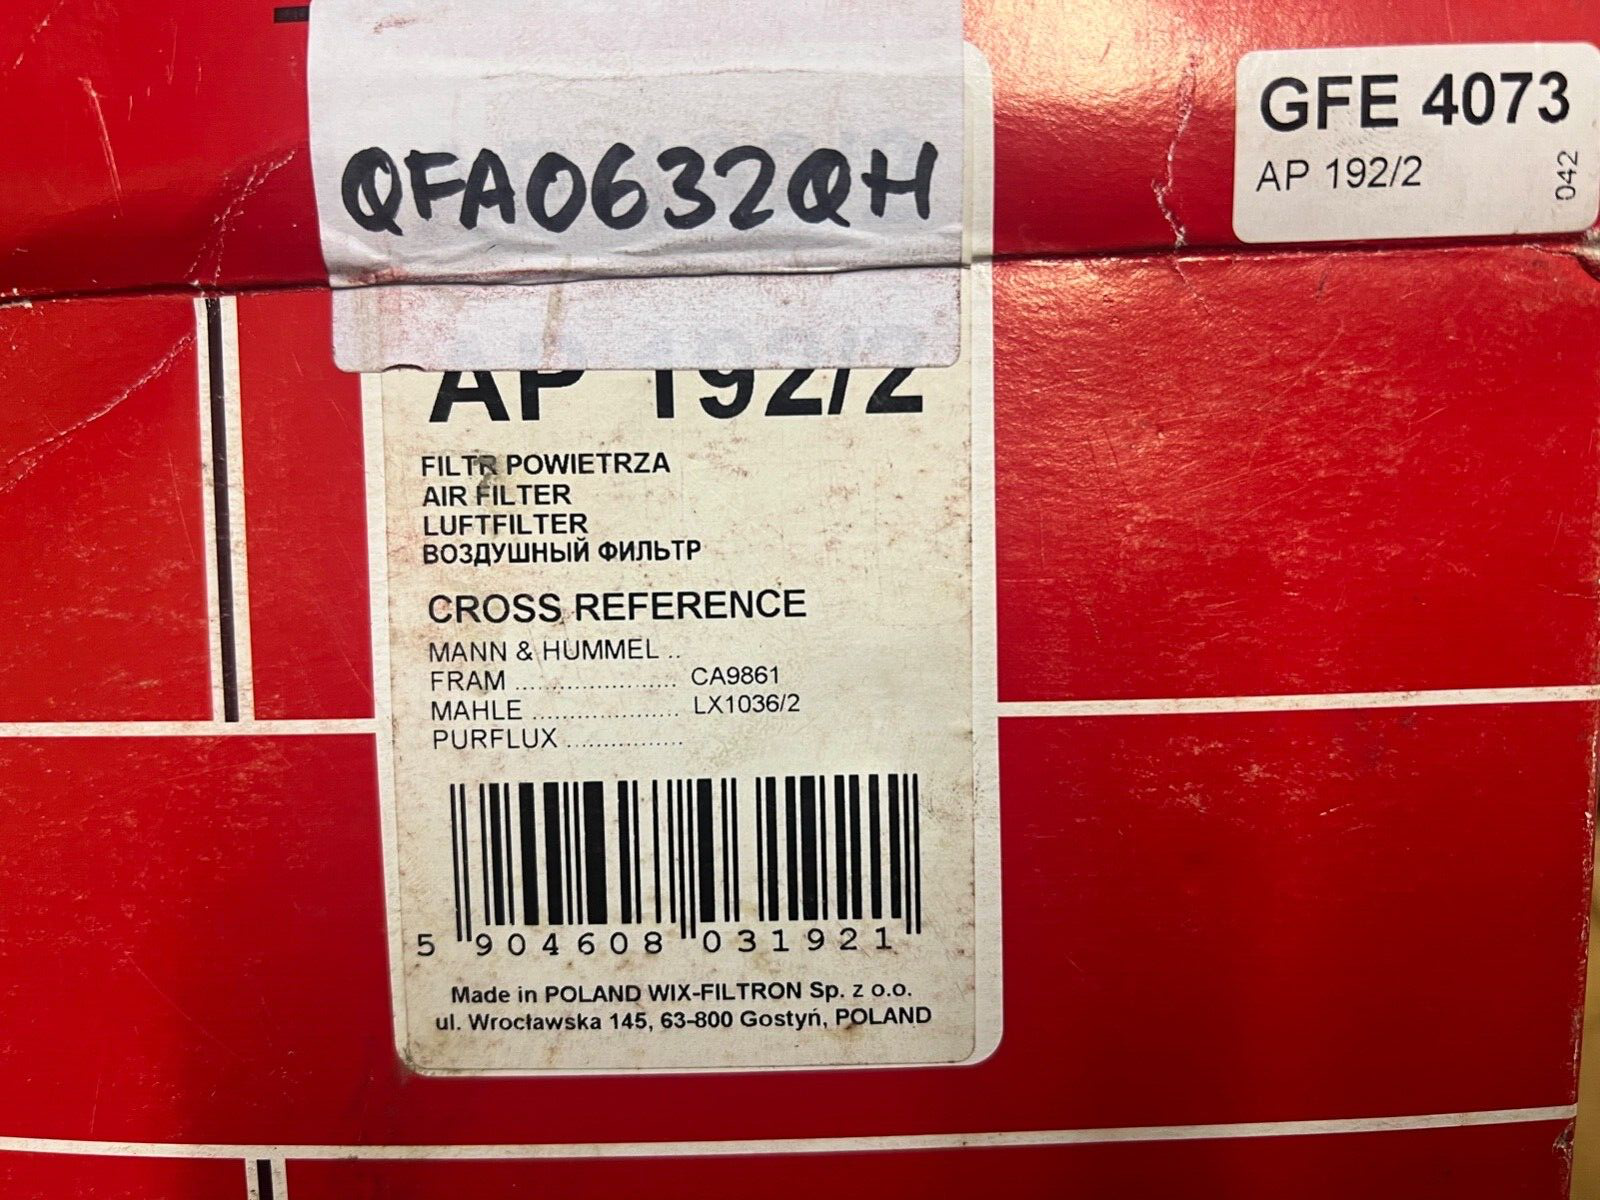 QFA0632QH
GFE 4073
AP 192/2
042
AP 192/2
FILTR POWIETRZA
AIR FILTER
LUFTFILTER
ВОЗДУШНЫЙ ФИЛЬТР
CROSS REFERENCE
MANN & HUMMEL ..
FRAM ....................... CA9861
MAHLE ..................... LX1036/2
PURFLUX ................
5 904608 031921
Made in POLAND WIX-FILTRON Sp. z o.o.
ul. Wrocławska 145, 63-800 Gostyń, POLAND